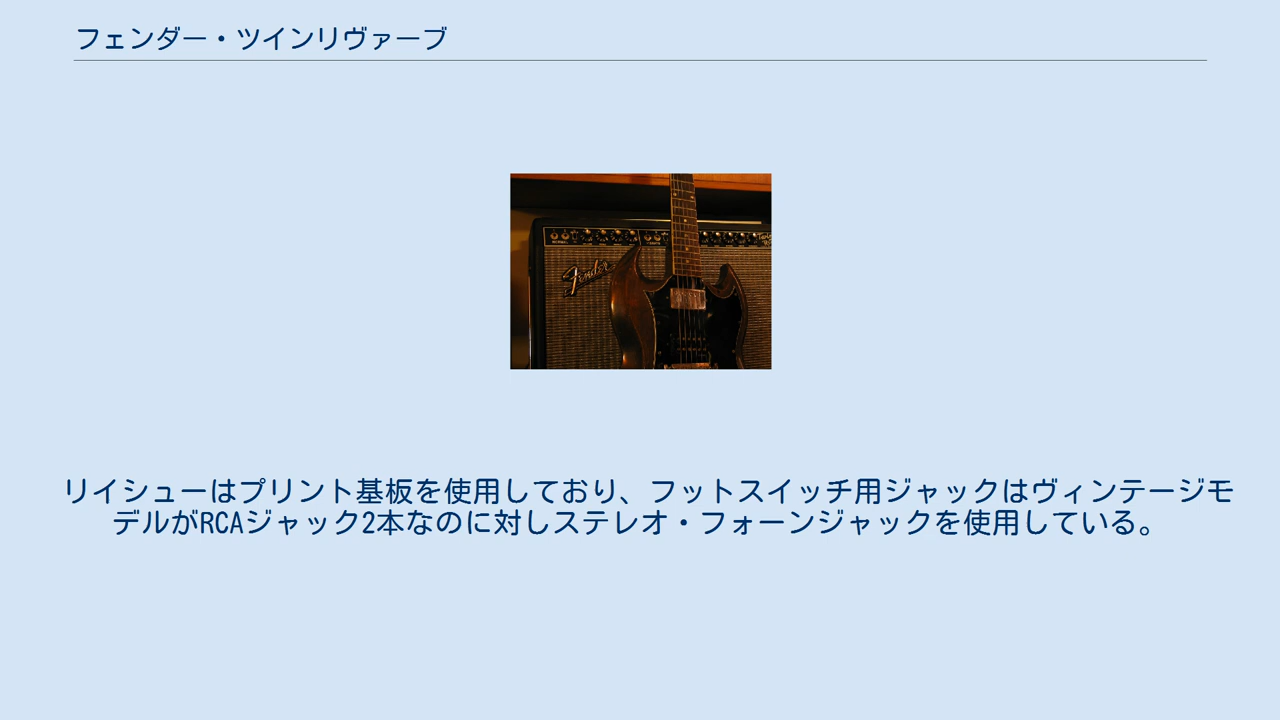 フェンダー・ツインリヴァーブ
Fender
リイシューはプリント基板を使用しており、フットスイッチ用ジャックはヴィンテージモ
デルがRCAジャック2本なのに対しステレオ・フォーンジャックを使用している。